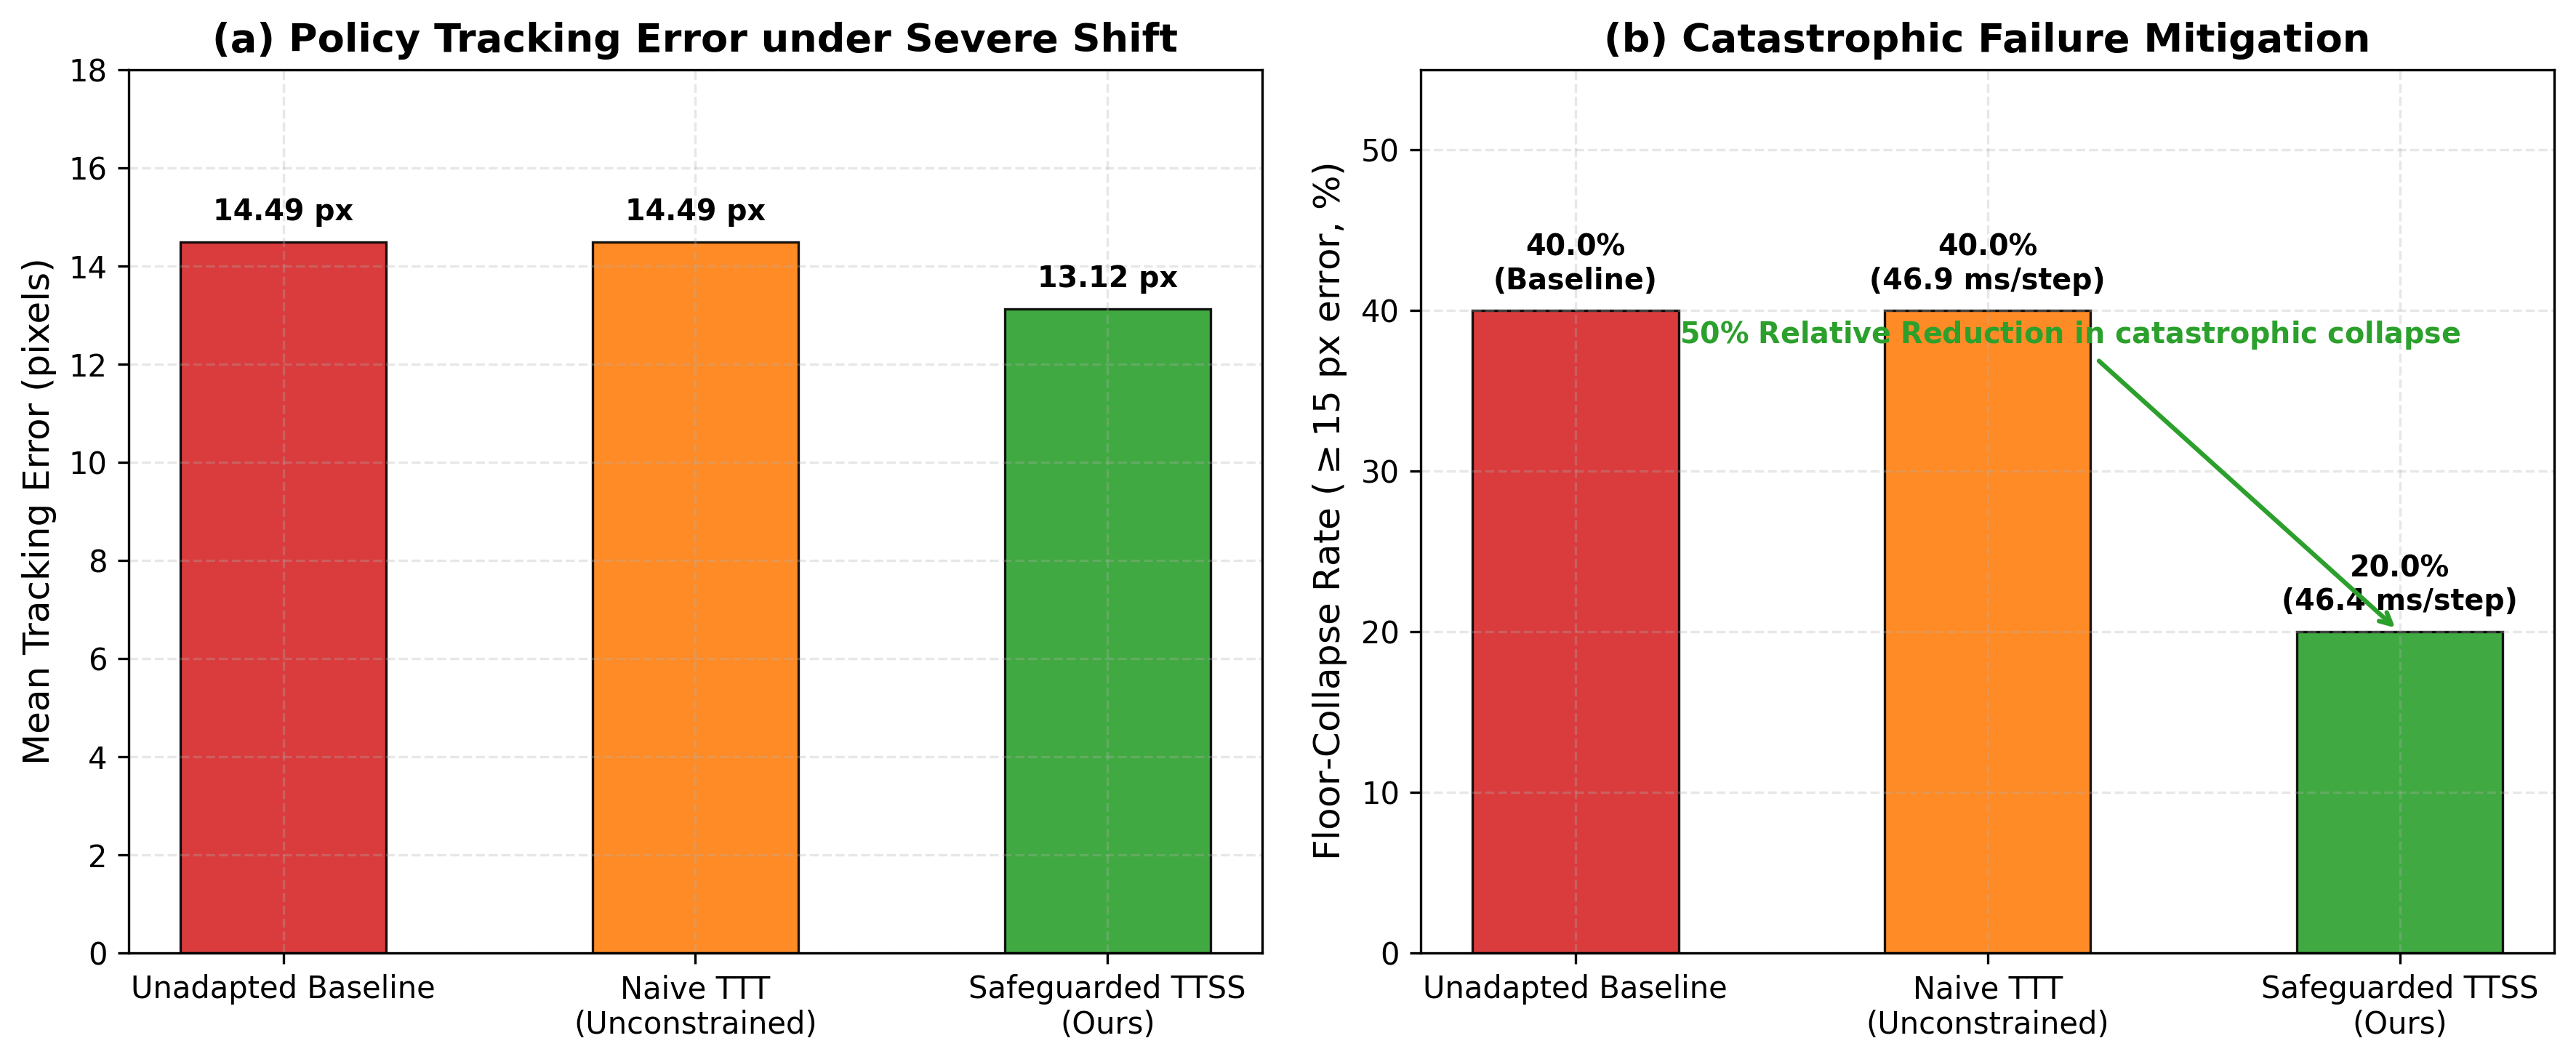 (a) Policy Tracking Error under Severe Shift
Mean Tracking Error (pixels)
18
16
14
12
10
8
6
4
2
0
14.49 px
14.49 px
13.12 px
Unadapted Baseline
Naive TTT
(Unconstrained)
Safeguarded TTSS
(Ours)
(b) Catastrophic Failure Mitigation
Floor-Collapse Rate (≥ 15 px error, %)
50
40
30
20
10
0
40.0%
(Baseline)
40.0%
(46.9 ms/step)
50% Relative Reduction in catastrophic collapse
20.0%
(46.4 ms/step)
Unadapted Baseline
Naive TTT
(Unconstrained)
Safeguarded TTSS
(Ours)